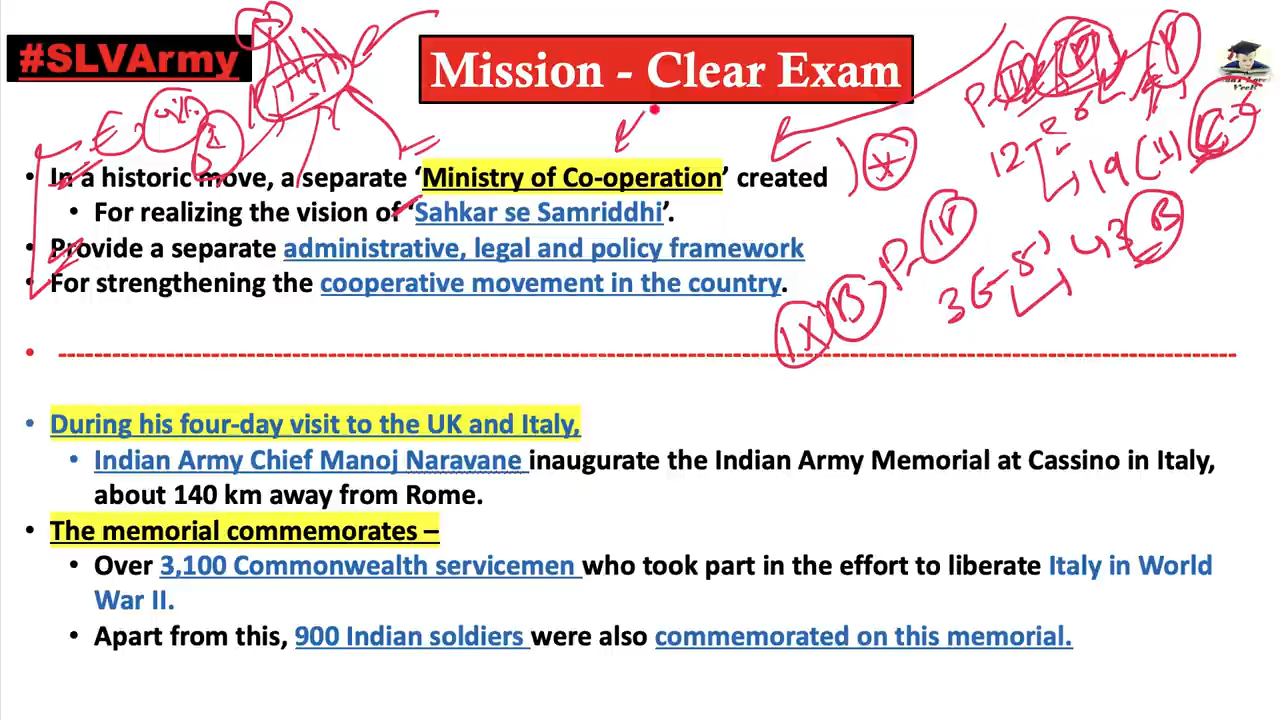 #SLVArmy
Mission - Clear Exam
• In a historic move, a separate ‘Ministry of Co-operation’ created
• For realizing the vision of ‘Sahkar se Samriddhi’.
• Provide a separate administrative, legal and policy framework
• For strengthening the cooperative movement in the country.
• During his four-day visit to the UK and Italy,
• Indian Army Chief Manoj Naravane inaugurate the Indian Army Memorial at Cassino in Italy,
about 140 km away from Rome.
• The memorial commemorates –
• Over 3,100 Commonwealth servicemen who took part in the effort to liberate Italy in World
War II.
• Apart from this, 900 Indian soldiers were also commemorated on this memorial.